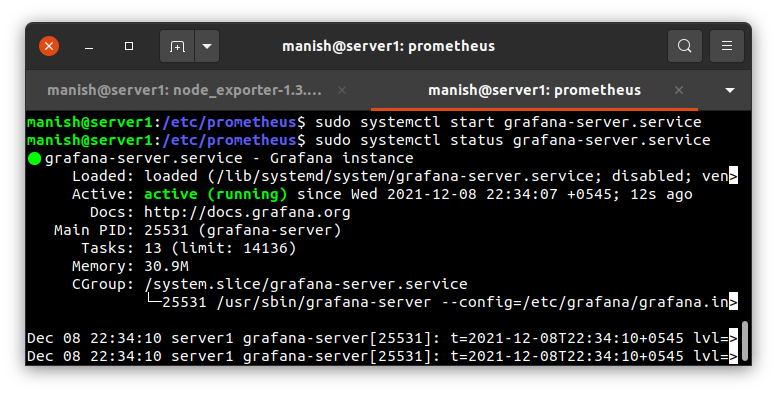 manish@server1: prometheus
manish@server1: node_exporter-1.3.... manish@server1: prometheus
manish@server1:/etc/prometheus$ sudo systemctl start grafana-server.service
manish@server1:/etc/prometheus$ sudo systemctl status grafana-server.service
● grafana-server.service - Grafana instance
Loaded: loaded (/lib/systemd/system/grafana-server.service; disabled; ven>
Active: active (running) since Wed 2021-12-08 22:34:07 +0545; 12s ago
Docs: http://docs.grafana.org
Main PID: 25531 (grafana-server)
Tasks: 13 (limit: 14136)
Memory: 30.9M
CGroup: /system.slice/grafana-server.service
└─25531 /usr/sbin/grafana-server --config=/etc/grafana/grafana.in>
Dec 08 22:34:10 server1 grafana-server[25531]: t=2021-12-08T22:34:10+0545 lvl=>
Dec 08 22:34:10 server1 grafana-server[25531]: t=2021-12-08T22:34:10+0545 lvl=>